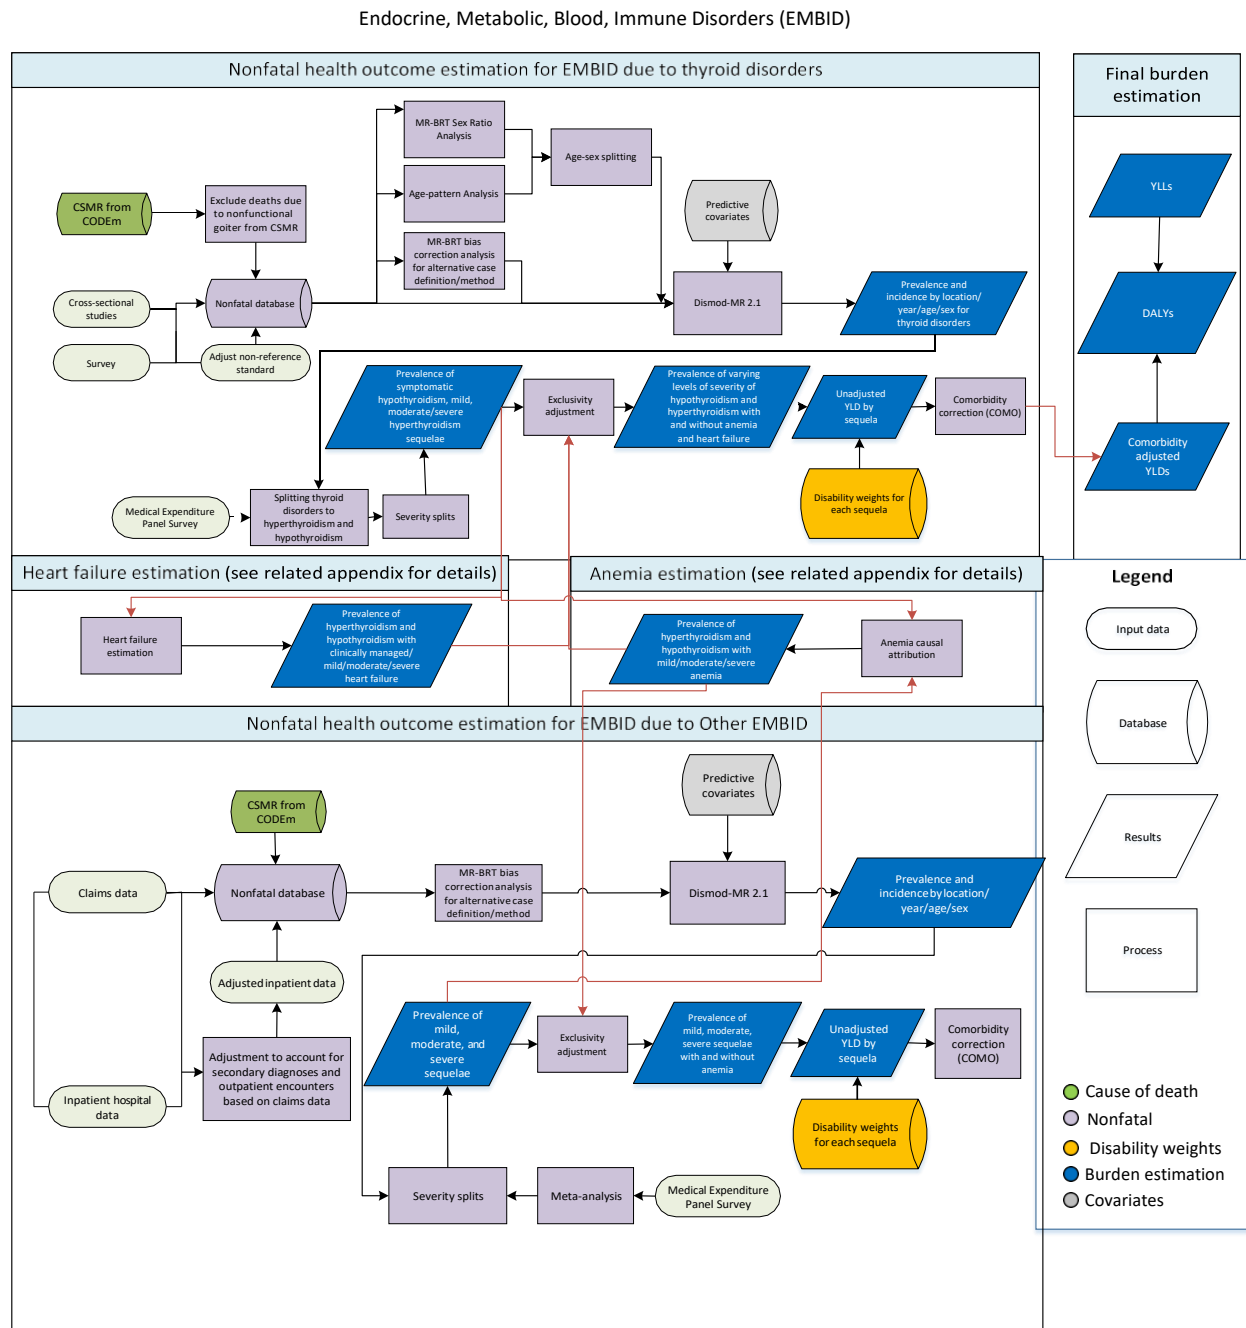 Endocrine, Metabolic, Blood, Immune Disorders (EMBID)
Nonfatal health outcome estimation for EMBID due to thyroid disorders
Final burden
estimation
MR-BRT Sex Ratio
Analysis
Age-sex splitting
Age-pattern Analysis
CSMR from
CODEm
Exclude deaths due
to nonfunctional
goiter from CSMR
MR-BRT bias
correction analysis
for alternative case
definition/method
Predictive
covariates
YLLs
Cross-sectional
studies
Nonfatal database
Dismod-MR 2.1
Prevalence and
incidence by location/
year/age/sex for
thyroid disorders
DALYs
Survey
Adjust non-reference
standard
Prevalence of
symptomatic
hypothyroidism, mild,
moderate/severe
hyperthyroidism
sequelae
Exclusivity
adjustment
Prevalence of varying
levels of severity of
hypothyroidism and
hyperthyroidism with
and without anemia
and heart failure
Unadjusted
YLD by
sequela
Comorbidity
correction (COMO)
Comorbidity
adjusted
YLDs
Medical Expenditure
Panel Survey
Splitting thyroid
disorders to
hyperthyroidism and
hypothyroidism
Severity splits
Disability weights for
each sequela
Heart failure estimation (see related appendix for details)
Anemia estimation (see related appendix for details)
Legend
Heart failure
estimation
Prevalence of
hyperthyroidism and
hypothyroidism with
clinically managed/
mild/moderate/severe
heart failure
Prevalence of
hyperthyroidism and
hypothyroidism with
mild/moderate/severe
anemia
Anemia causal
attribution
Input data
Database
Results
Process
Nonfatal health outcome estimation for EMBID due to Other EMBID
CSMR from
CODEm
Predictive
covariates
Claims data
Nonfatal database
MR-BRT bias
correction analysis
for alternative case
definition/method
Dismod-MR 2.1
Prevalence and
incidence by location/
year/age/sex
Adjusted inpatient data
Adjustment to account for
secondary diagnoses and
outpatient encounters
based on claims data
Inpatient hospital
data
Prevalence of
mild,
moderate, and
severe
sequelae
Exclusivity
adjustment
Prevalence of
mild, moderate,
severe sequelae
with and without
anemia
Unadjusted
YLD by
sequela
Comorbidity
correction
(COMO)
Disability weights
for each sequela
Severity splits
Meta-analysis
Medical Expenditure
Panel Survey
Cause of death
Nonfatal
Disability weights
Burden estimation
Covariates